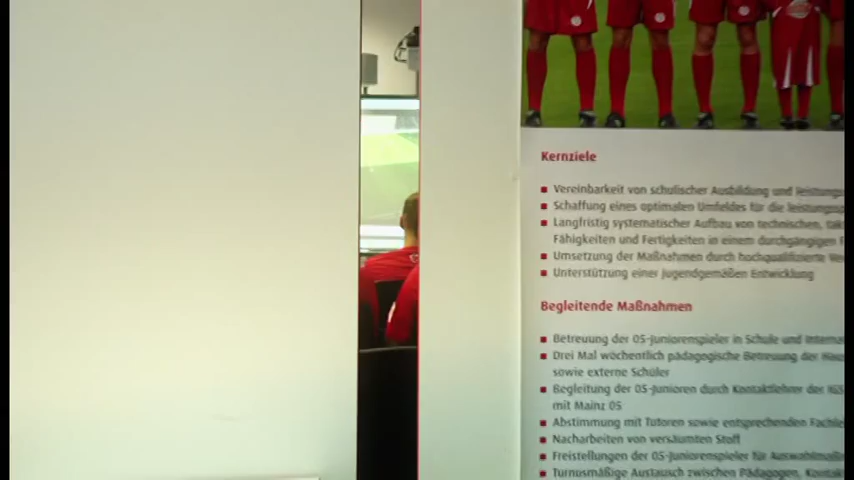 Kernziele
Vereinbarkeit von schulischer Ausbildung und
Schaffung eines optimalen Umfeldes für die
Langfristig systematischer Aufbau von technischen,
Fähigkeiten und Fertigkeiten in einem durchgängigen
Umsetzung der Maßnahmen durch hochqualifizierte
Unterstützung einer jugendgemäßen Entwicklung
Begleitende Maßnahmen
Betreuung der 05-Juniorenspieler in Schule und
Drei Mal wöchentlich pädagogische Betreuung der
sowie externe Schüler
Begleitung der 05-Junioren durch Kontaktlehrer der
mit Mainz 05
Abstimmung mit Tutoren sowie entsprechenden
Nacharbeiten von versäumten Stoff
Freistellungen der 05-Juniorenspieler für
Turnusmäßige Austausch zwischen Pädagogen,